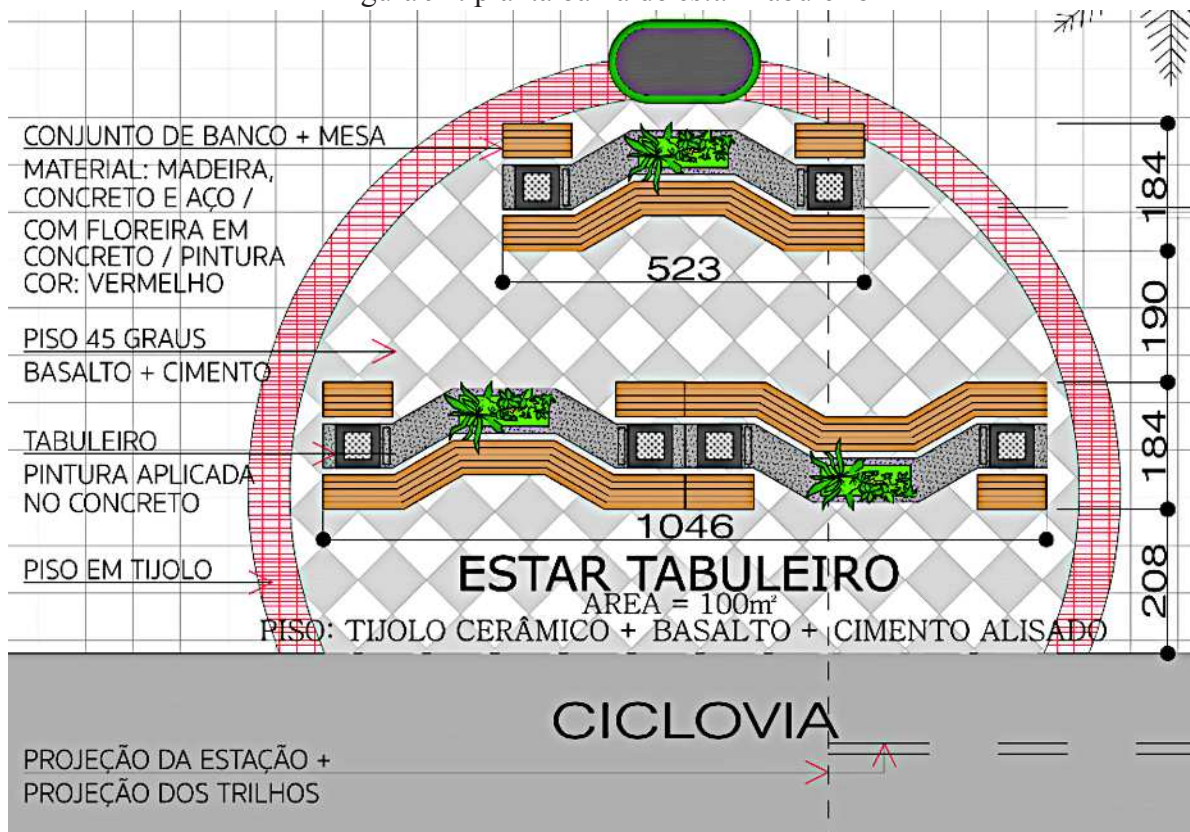 CONJUNTO DE BANCO + MESA
MATERIAL: MADEIRA,
CONCRETO E AÇO /
COM FLOREIRA EM
CONCRETO / PINTURA
COR: VERMELHO
PISO 45 GRAUS
BASALTO + CIMENTO
TABULEIRO
PINTURA APLICADA
NO CONCRETO
PISO EM TIJOLO
523
1046
184
190
184
208
ESTAR TABULEIRO
AREA = 100m²
PISO: TIJOLO CERÂMICO + BASALTO + CIMENTO ALISADO
CICLOVIA
PROJEÇÃO DA ESTAÇÃO +
PROJEÇÃO DOS TRILHOS